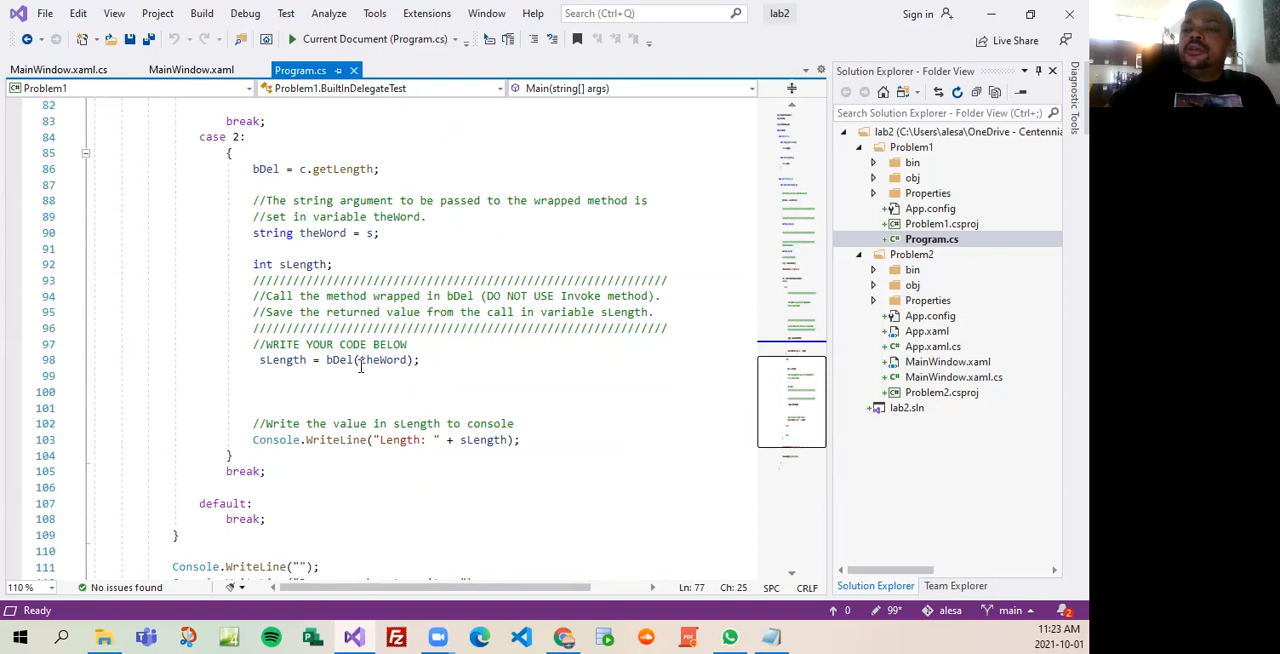 File Edit View Project Build Debug Test Analyze Tools Extensions Window Help Search (Ctrl+Q) lab2 Sign in
Current Document (Program.cs) Live Share
MainWindow.xaml.cs MainWindow.xaml Program.cs
Problem1 Problem1.BuiltInDelegateTest Main(string[] args)
82
83 break;
84 case 2:
85 {
86 bDel = c.getLength;
87
88 //The string argument to be passed to the wrapped method is
89 //set in variable theWord.
90 string theWord = s;
91
92 int sLength;
93 ///////////////////////////////////////////////////////////////
94 //Call the method wrapped in bDel (DO NOT USE Invoke method).
95 //Save the returned value from the call in variable sLength.
96 ///////////////////////////////////////////////////////////////
97 //WRITE YOUR CODE BELOW
98 sLength = bDel(theWord);
99
100
101
102 //Write the value in sLength to console
103 Console.WriteLine("Length: " + sLength);
104 }
105 break;
106
107 default:
108 break;
109 }
110
111 Console.WriteLine("");
110 % No issues found Ln: 77 Ch: 25 SPC CRLF
Solution Explorer - Folder View
Search Solution Explorer - Folder View (Ctrl+;)
lab2 (C:\Users\alesa\OneDrive - Centennia
Problem1
bin
obj
Properties
App.config
Problem1.csproj
Program.cs
Problem2
bin
obj
Properties
App.config
App.xaml
App.xaml.cs
MainWindow.xaml
MainWindow.xaml.cs
Problem2.csproj
lab2.sln
Solution Explorer Team Explorer
Diagnostic Tools
Ready 0 99* alesa main 2
11:23 AM
2021-10-01